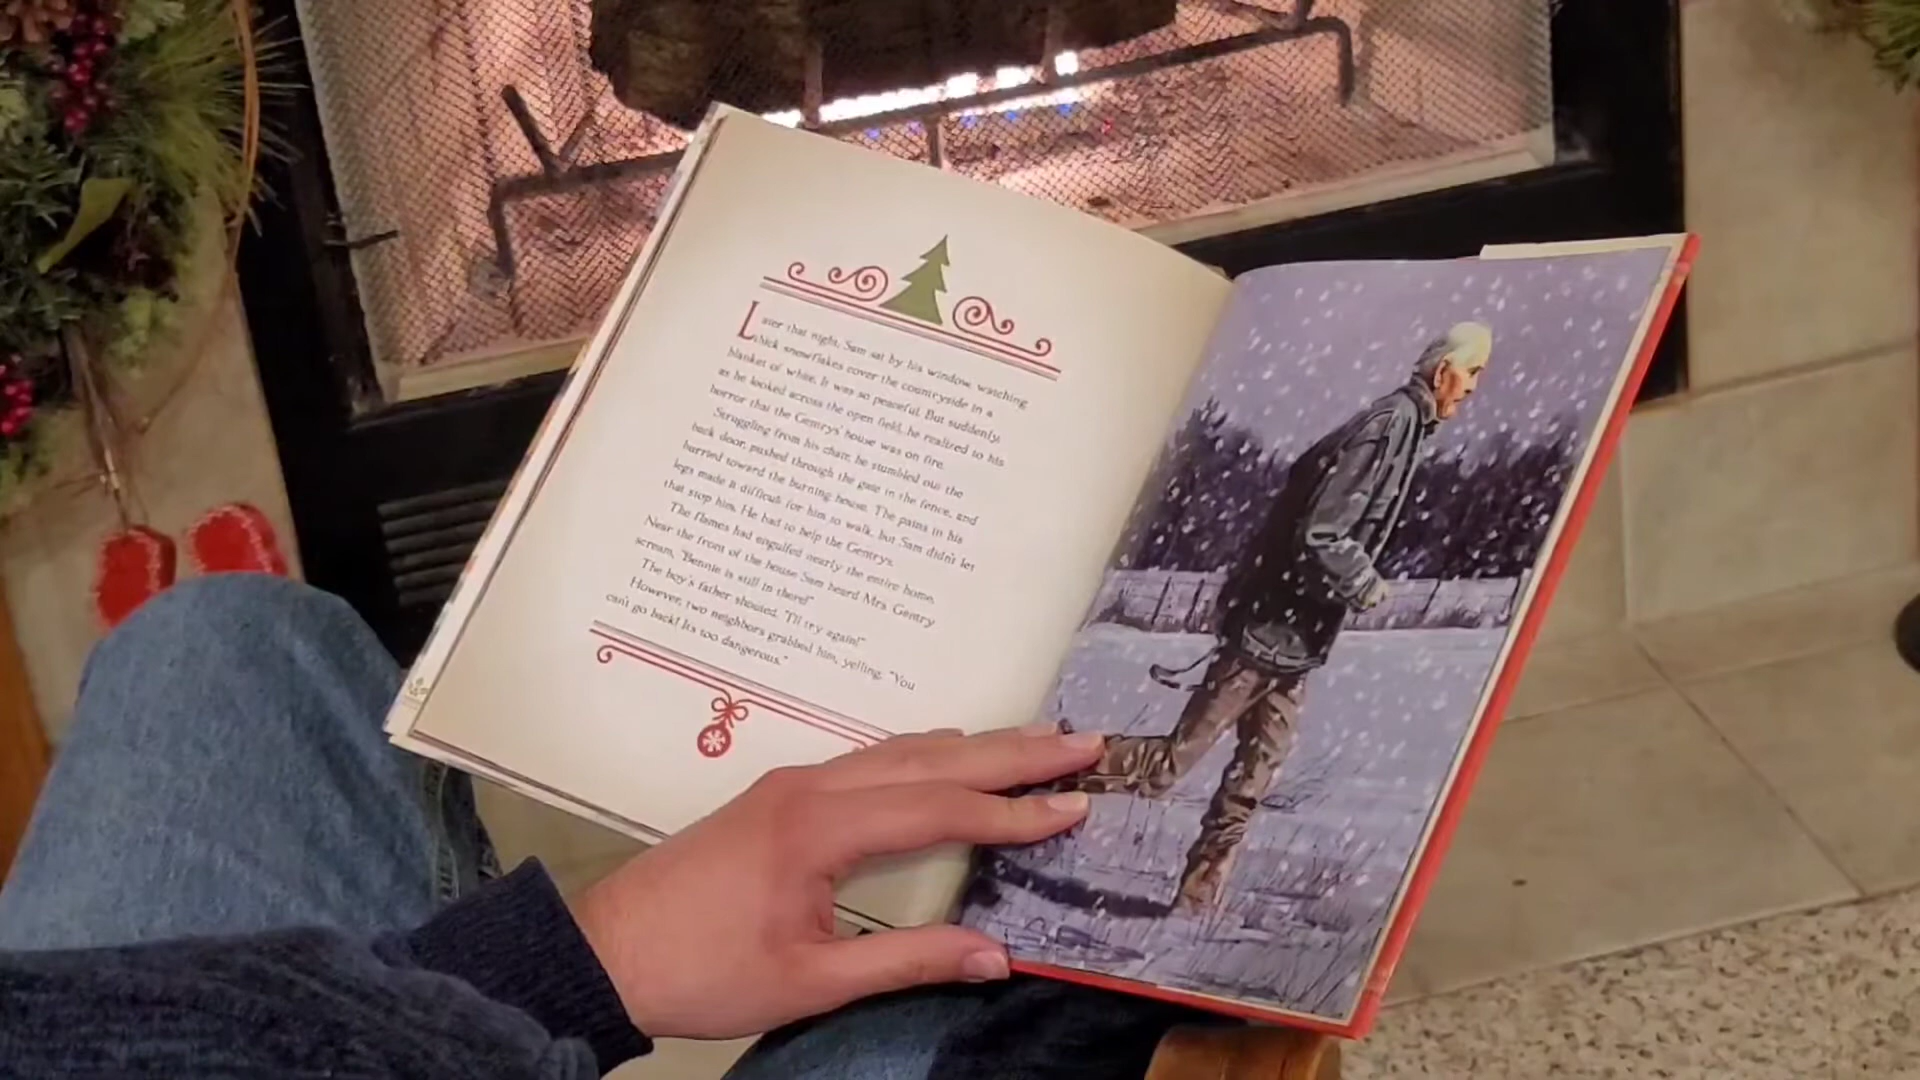 Later that night, Sam sat by his window, watching
thick snowflakes cover the countryside in a
blanket of white. It was so peaceful. But suddenly,
as he looked across the open field, he realized to his
horror that the Gentrys' house was on fire.
Struggling from his chair, he stumbled out the
back door, pushed through the gate in the fence, and
hurried toward the burning house. The pains in his
legs made it difficult for him to walk, but Sam didn't let
that stop him. He had to help the Gentrys.
The flames had engulfed nearly the entire home.
Near the front of the house Sam heard Mrs. Gentry
scream, "Bennie is still in there!"
The boy's father shouted, "I'll try again!"
However, two neighbors grabbed him, yelling, "You
can't go back! It's too dangerous."